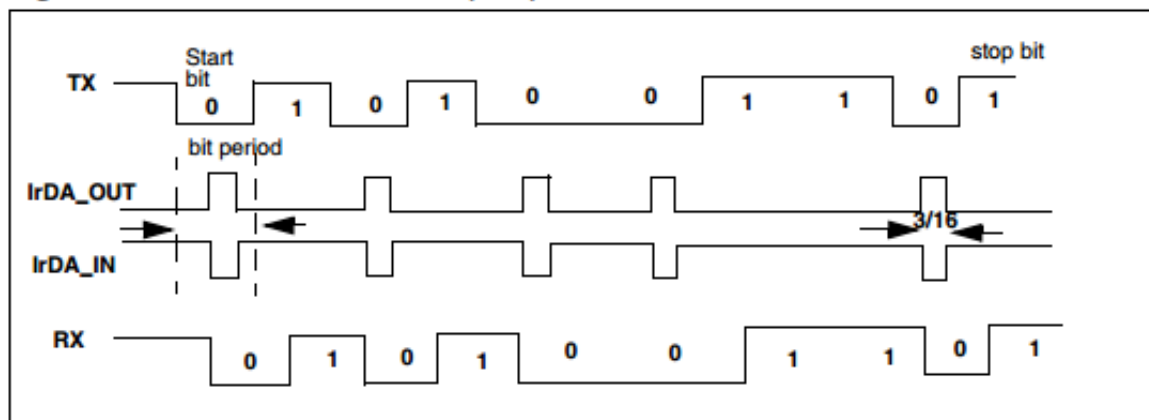 Start
bit
stop bit
TX
0 1 0 1 0 0 1 1 0 1
bit period
IrDA_OUT
3/16
IrDA_IN
RX
0 1 0 1 0 0 1 1 0 1